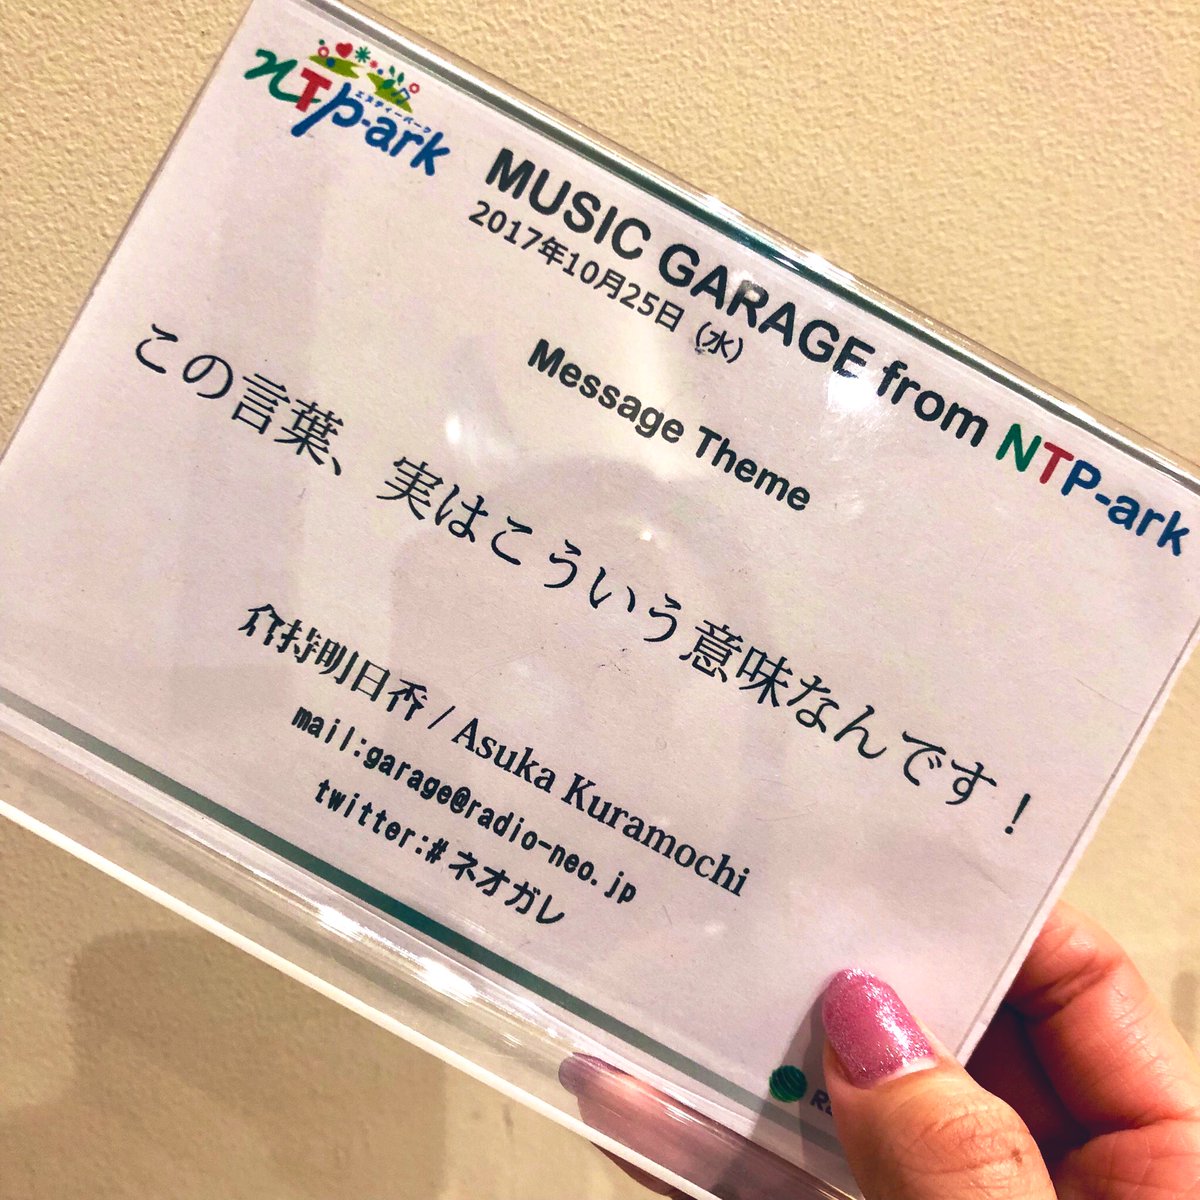 NTP-ark
エヌティーパーク
MUSIC GARAGE from NTP-ark
2017年10月25日（水）
Message Theme
この言葉、実はこういう意味なんです！
倉持明日香 / Asuka Kuramochi
mail:garage@radio-neo.jp
twitter:#ネオガレ